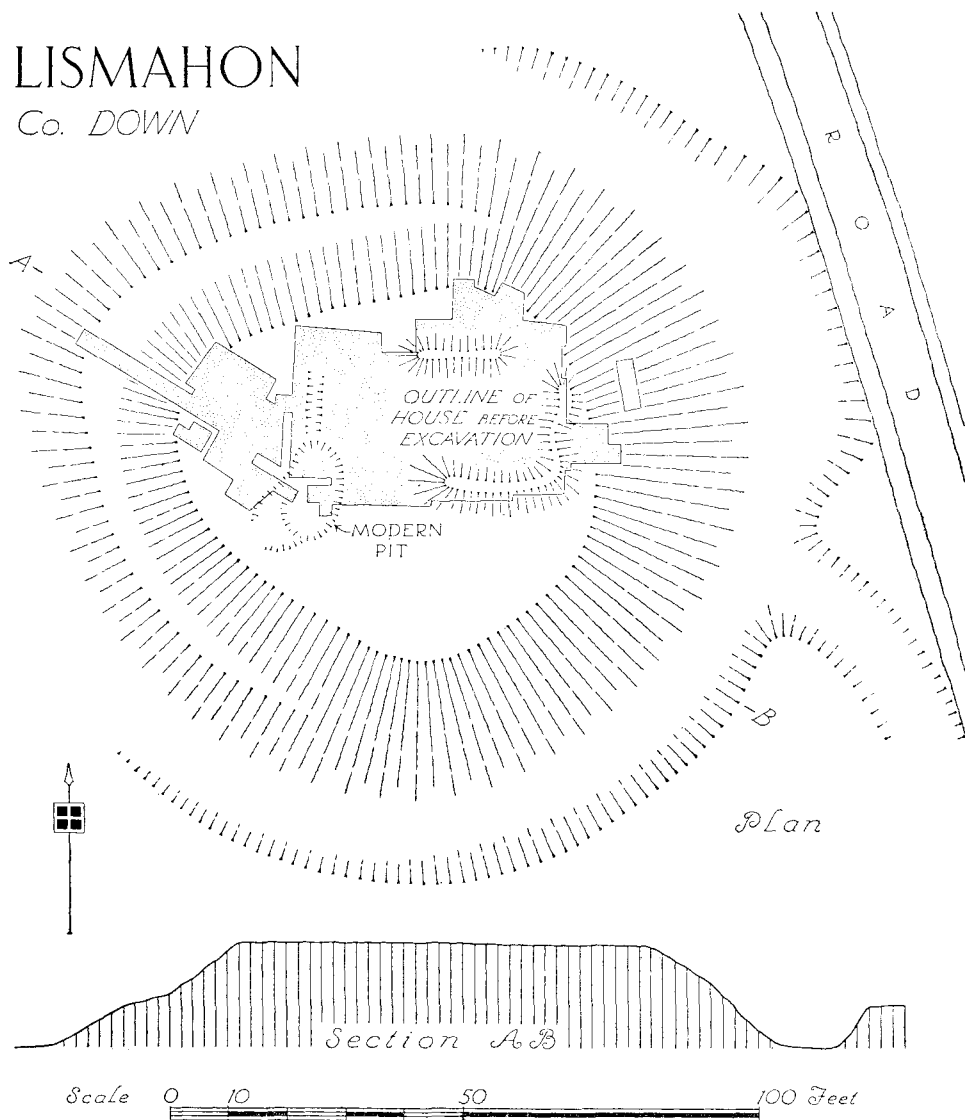 LISMAHON
Co. DOWN
ROAD
A
OUTLINE OF
HOUSE BEFORE
EXCAVATION
MODERN
PIT
B
Plan
Section AB
Scale 0 10 50 100 Feet